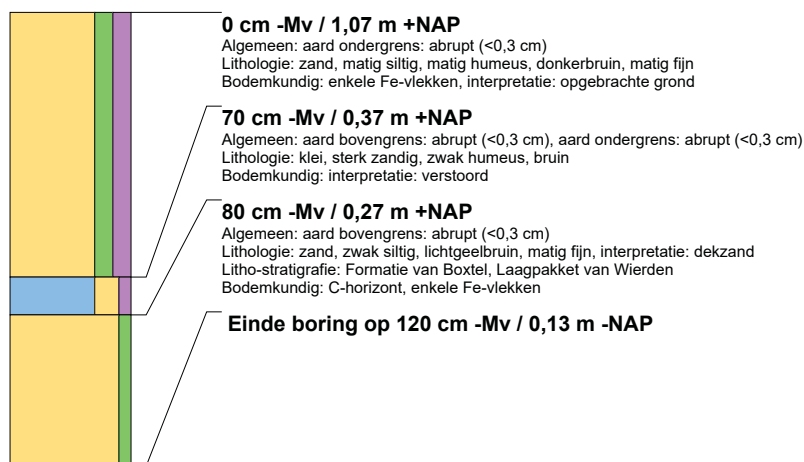 0 cm -Mv / 1,07 m +NAP
Algemeen: aard ondergrens: abrupt (<0,3 cm)
Lithologie: zand, matig siltig, matig humeus, donkerbruin, matig fijn
Bodemkundig: enkele Fe-vlekken, interpretatie: opgebrachte grond
70 cm -Mv / 0,37 m +NAP
Algemeen: aard bovengrens: abrupt (<0,3 cm), aard ondergrens: abrupt (<0,3 cm)
Lithologie: klei, sterk zandig, zwak humeus, bruin
Bodemkundig: interpretatie: verstoord
80 cm -Mv / 0,27 m +NAP
Algemeen: aard bovengrens: abrupt (<0,3 cm)
Lithologie: zand, zwak siltig, lichtgeelbruin, matig fijn, interpretatie: dekzand
Litho-stratigrafie: Formatie van Boxtel, Laagpakket van Wierden
Bodemkundig: C-horizont, enkele Fe-vlekken
Einde boring op 120 cm -Mv / 0,13 m -NAP